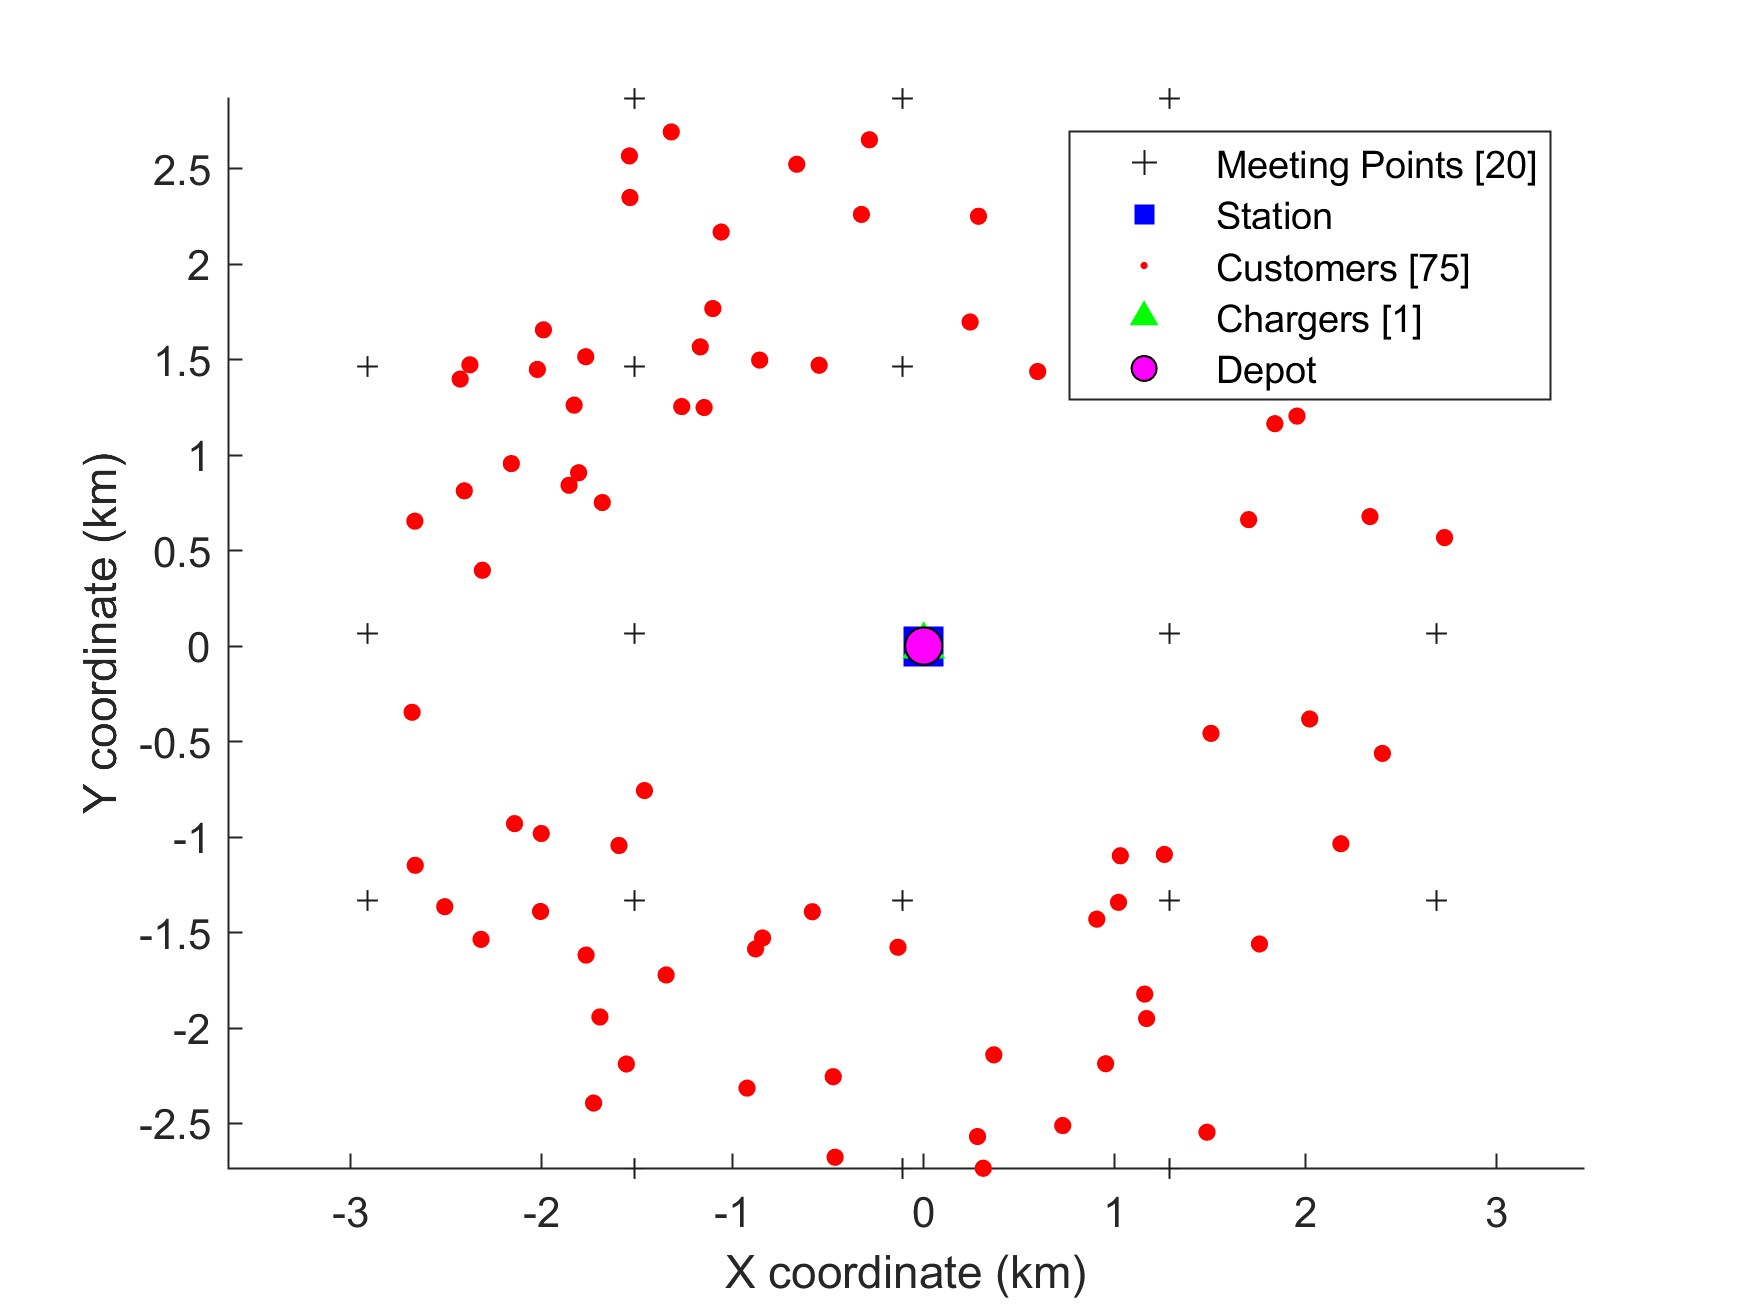 2.5
2
1.5
1
0.5
0
-0.5
-1
-1.5
-2
-2.5
Y coordinate (km)
Meeting Points [20]
Station
Customers [75]
Chargers [1]
Depot
-3 -2 -1 0 1 2 3
X coordinate (km)